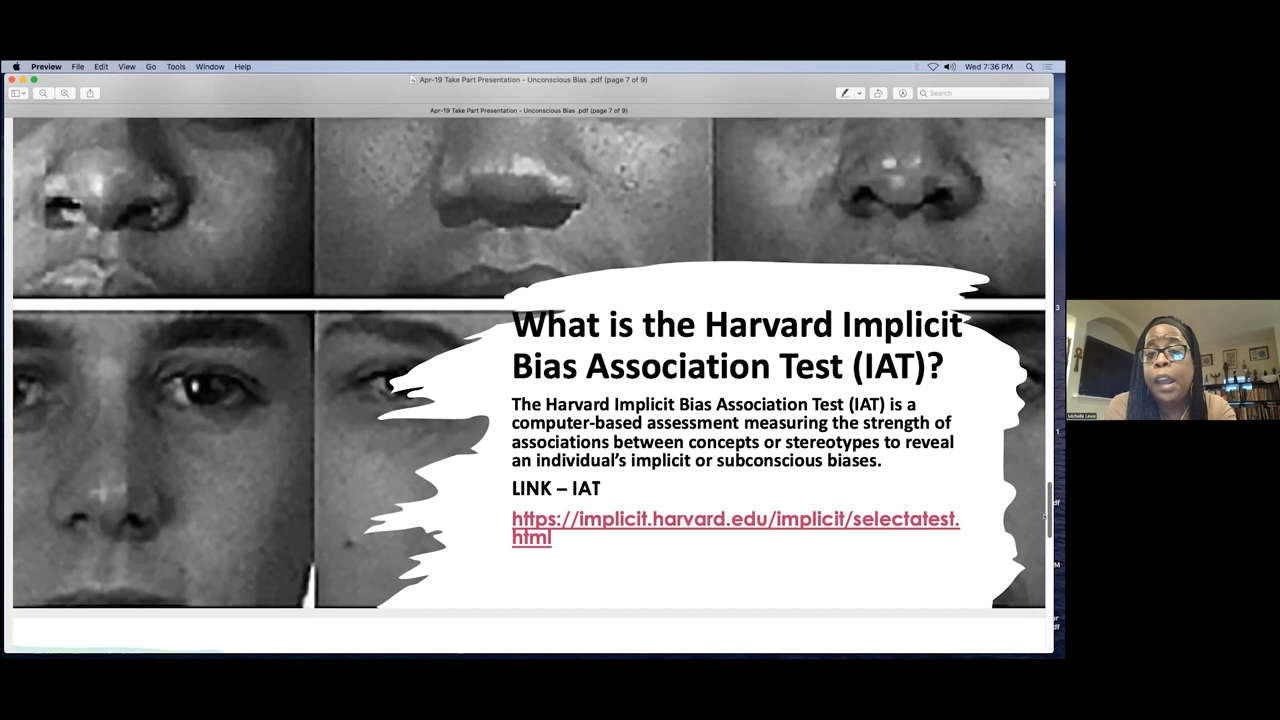 Preview File Edit View Go Tools Window Help Wed 7:36 PM
Apr-19 Take Part Presentation - Unconscious Bias .pdf (page 7 of 9)
Search
Apr-19 Take Part Presentation - Unconscious Bias .pdf (page 7 of 9)
What is the Harvard Implicit
Bias Association Test (IAT)?
The Harvard Implicit Bias Association Test (IAT) is a
computer-based assessment measuring the strength of
associations between concepts or stereotypes to reveal
an individual's implicit or subconscious biases.
LINK – IAT
https://implicit.harvard.edu/implicit/selectatest.
html
Michelle Lewis